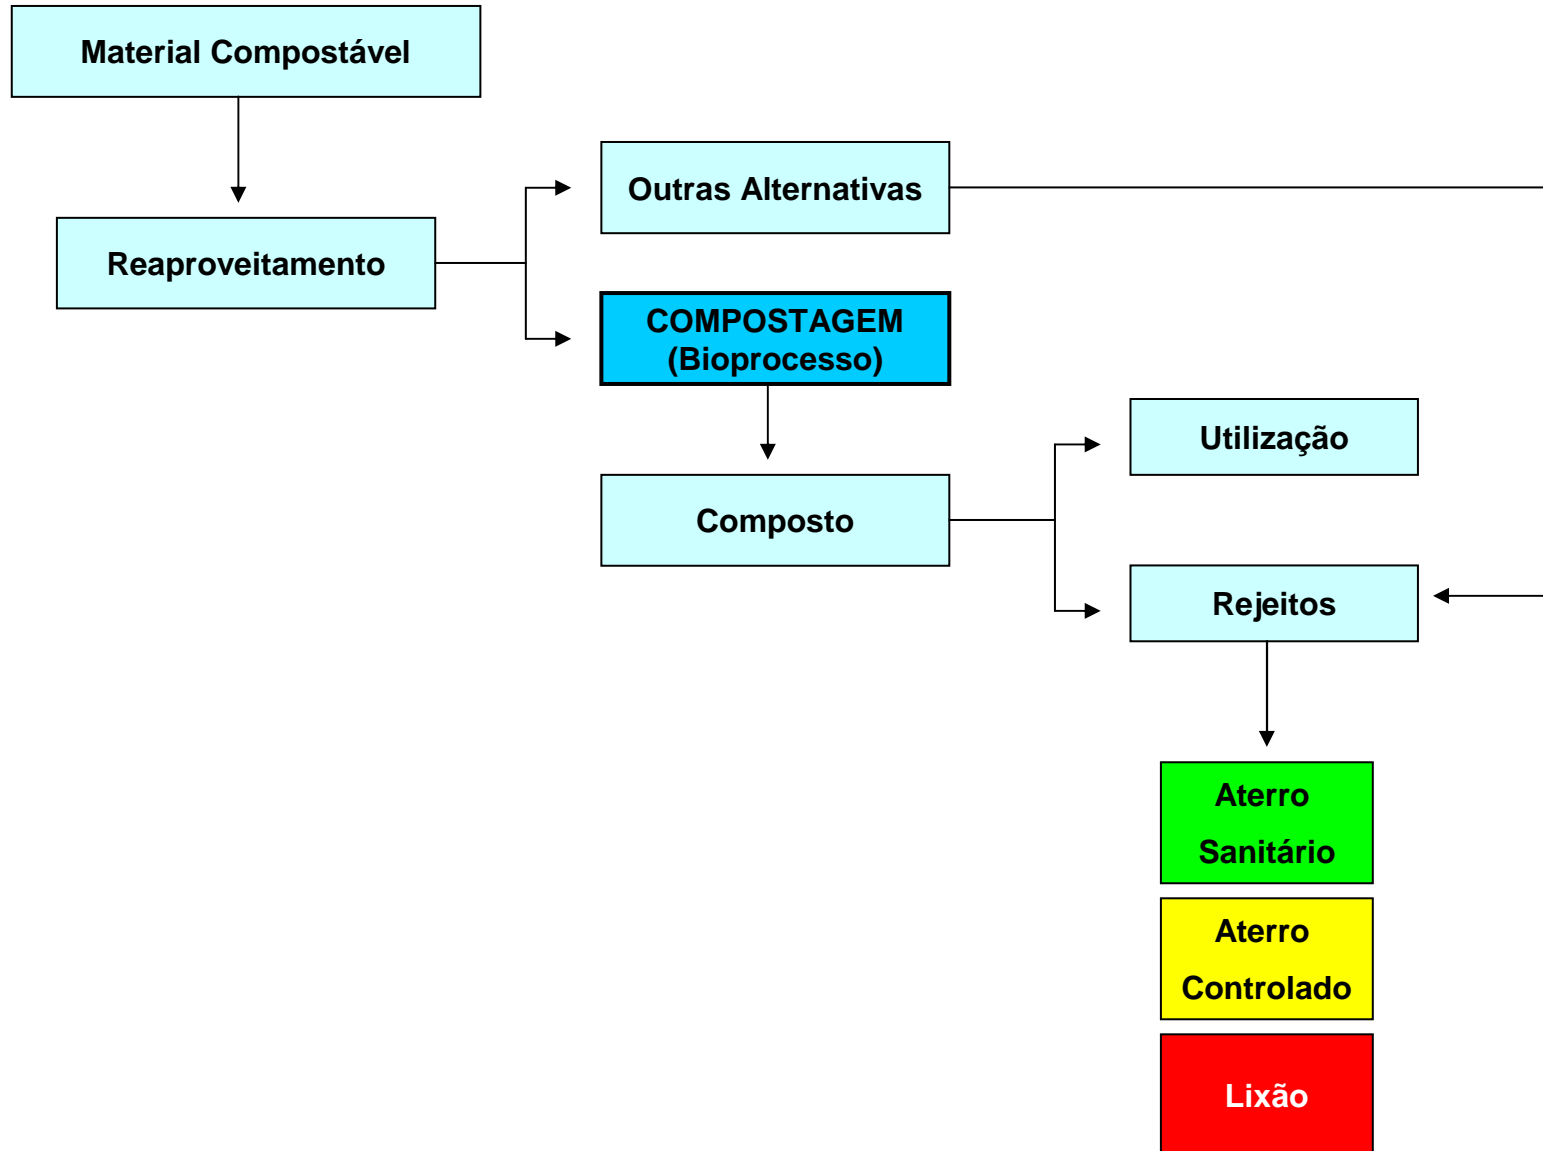 Material Compostável
Outras Alternativas
Reaproveitamento
COMPOSTAGEM
(Bioprocesso)
Utilização
Composto
Rejeitos
Aterro
Sanitário
Aterro
Controlado
Lixão